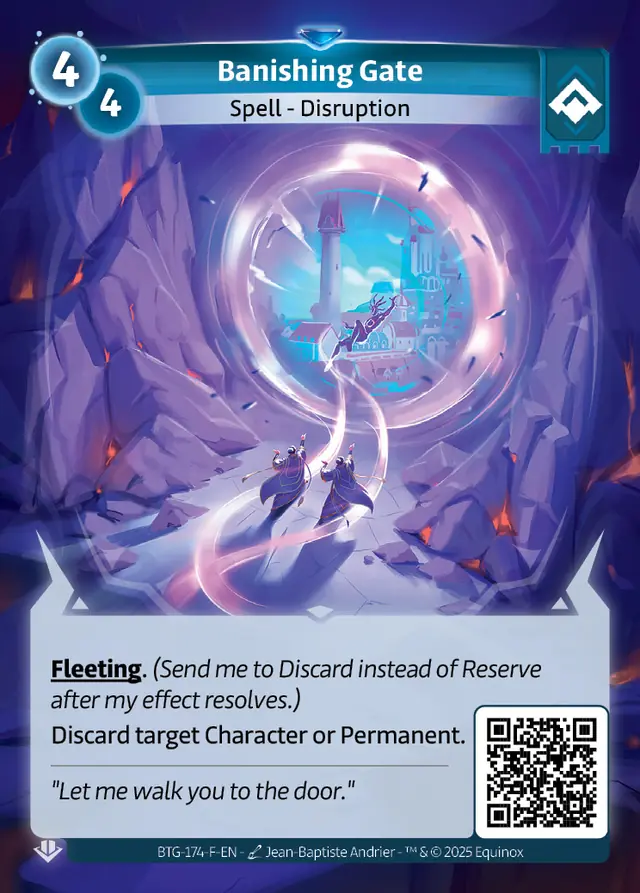 4
4
Banishing Gate
Spell - Disruption
Fleeting. (Send me to Discard instead of Reserve
after my effect resolves.)
Discard target Character or Permanent.
"Let me walk you to the door."
BTG-174-F-EN - Jean-Baptiste Andrier - ™ & © 2025 Equinox